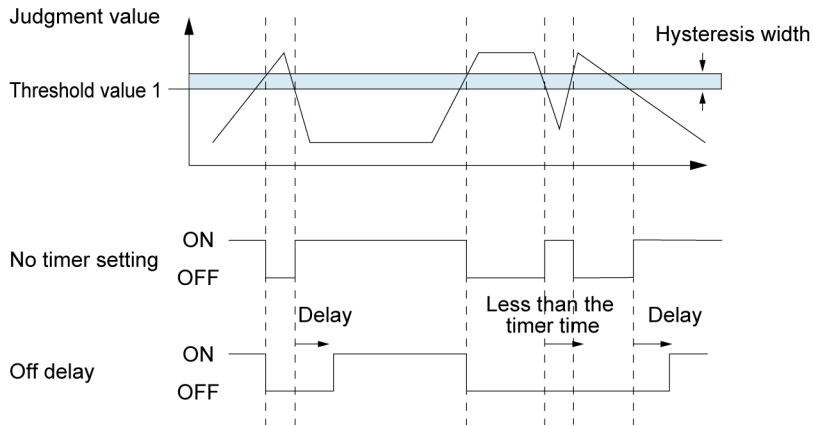 Judgment value
Hysteresis width
Threshold value 1
ON
No timer setting
OFF
Delay
Less than the
timer time
Delay
ON
Off delay
OFF